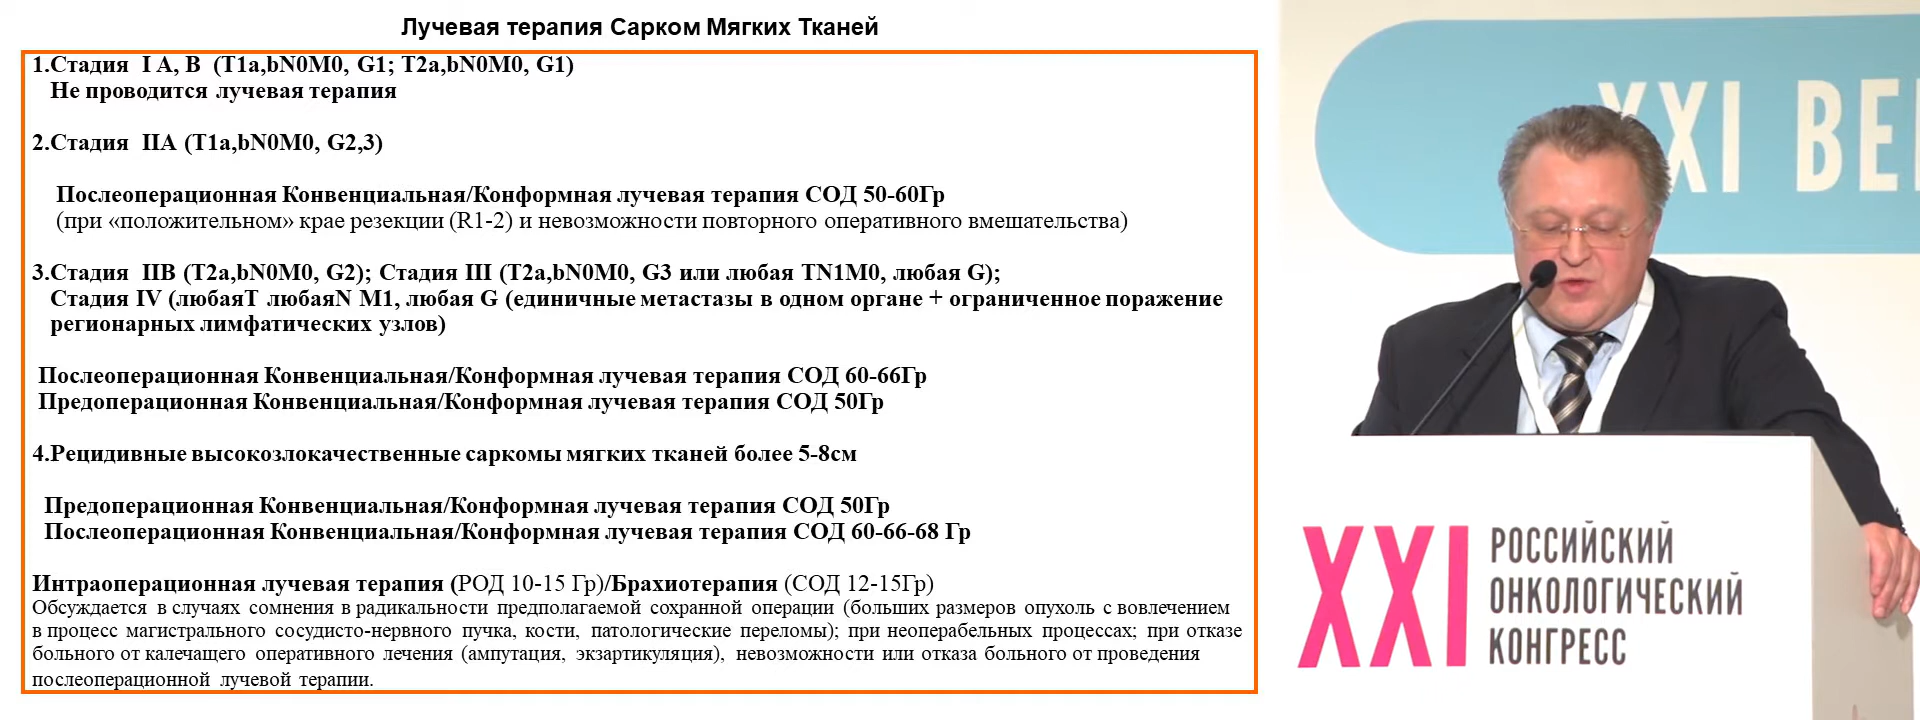 Лучевая терапия Сарком Мягких Тканей
1.Стадия I A, B (T1a,bN0M0, G1; T2a,bN0M0, G1)
Не проводится лучевая терапия
2.Стадия IIA (T1a,bN0M0, G2,3)
Послеоперационная Конвенциальная/Конформная лучевая терапия СОД 50-60Гр
(при «положительном» крае резекции (R1-2) и невозможности повторного оперативного вмешательства)
3.Стадия IIB (T2a,bN0M0, G2); Стадия III (T2a,bN0M0, G3 или любая TN1M0, любая G);
Стадия IV (любаяT любаяN M1, любая G (единичные метастазы в одном органе + ограниченное поражение
регионарных лимфатических узлов)
Послеоперационная Конвенциальная/Конформная лучевая терапия СОД 60-66Гр
Предоперационная Конвенциальная/Конформная лучевая терапия СОД 50Гр
4.Рецидивные высокозлокачественные саркомы мягких тканей более 5-8см
Предоперационная Конвенциальная/Конформная лучевая терапия СОД 50Гр
Послеоперационная Конвенциальная/Конформная лучевая терапия СОД 60-66-68 Гр
Интраоперационная лучевая терапия (РОД 10-15 Гр)/Брахиотерапия (СОД 12-15Гр)
Обсуждается в случаях сомнения в радикальности предполагаемой сохранной операции (больших размеров опухоль с вовлечением
в процесс магистрального сосудисто-нервного пучка, кости, патологические переломы); при неоперабельных процессах; при отказе
больного от калечащего оперативного лечения (ампутация, экзартикуляция), невозможности или отказа больного от проведения
послеоперационной лучевой терапии.
XXI ВЕ
XXI
РОССИЙСКИЙ
ОНКОЛОГИЧЕСКИЙ
КОНГРЕСС